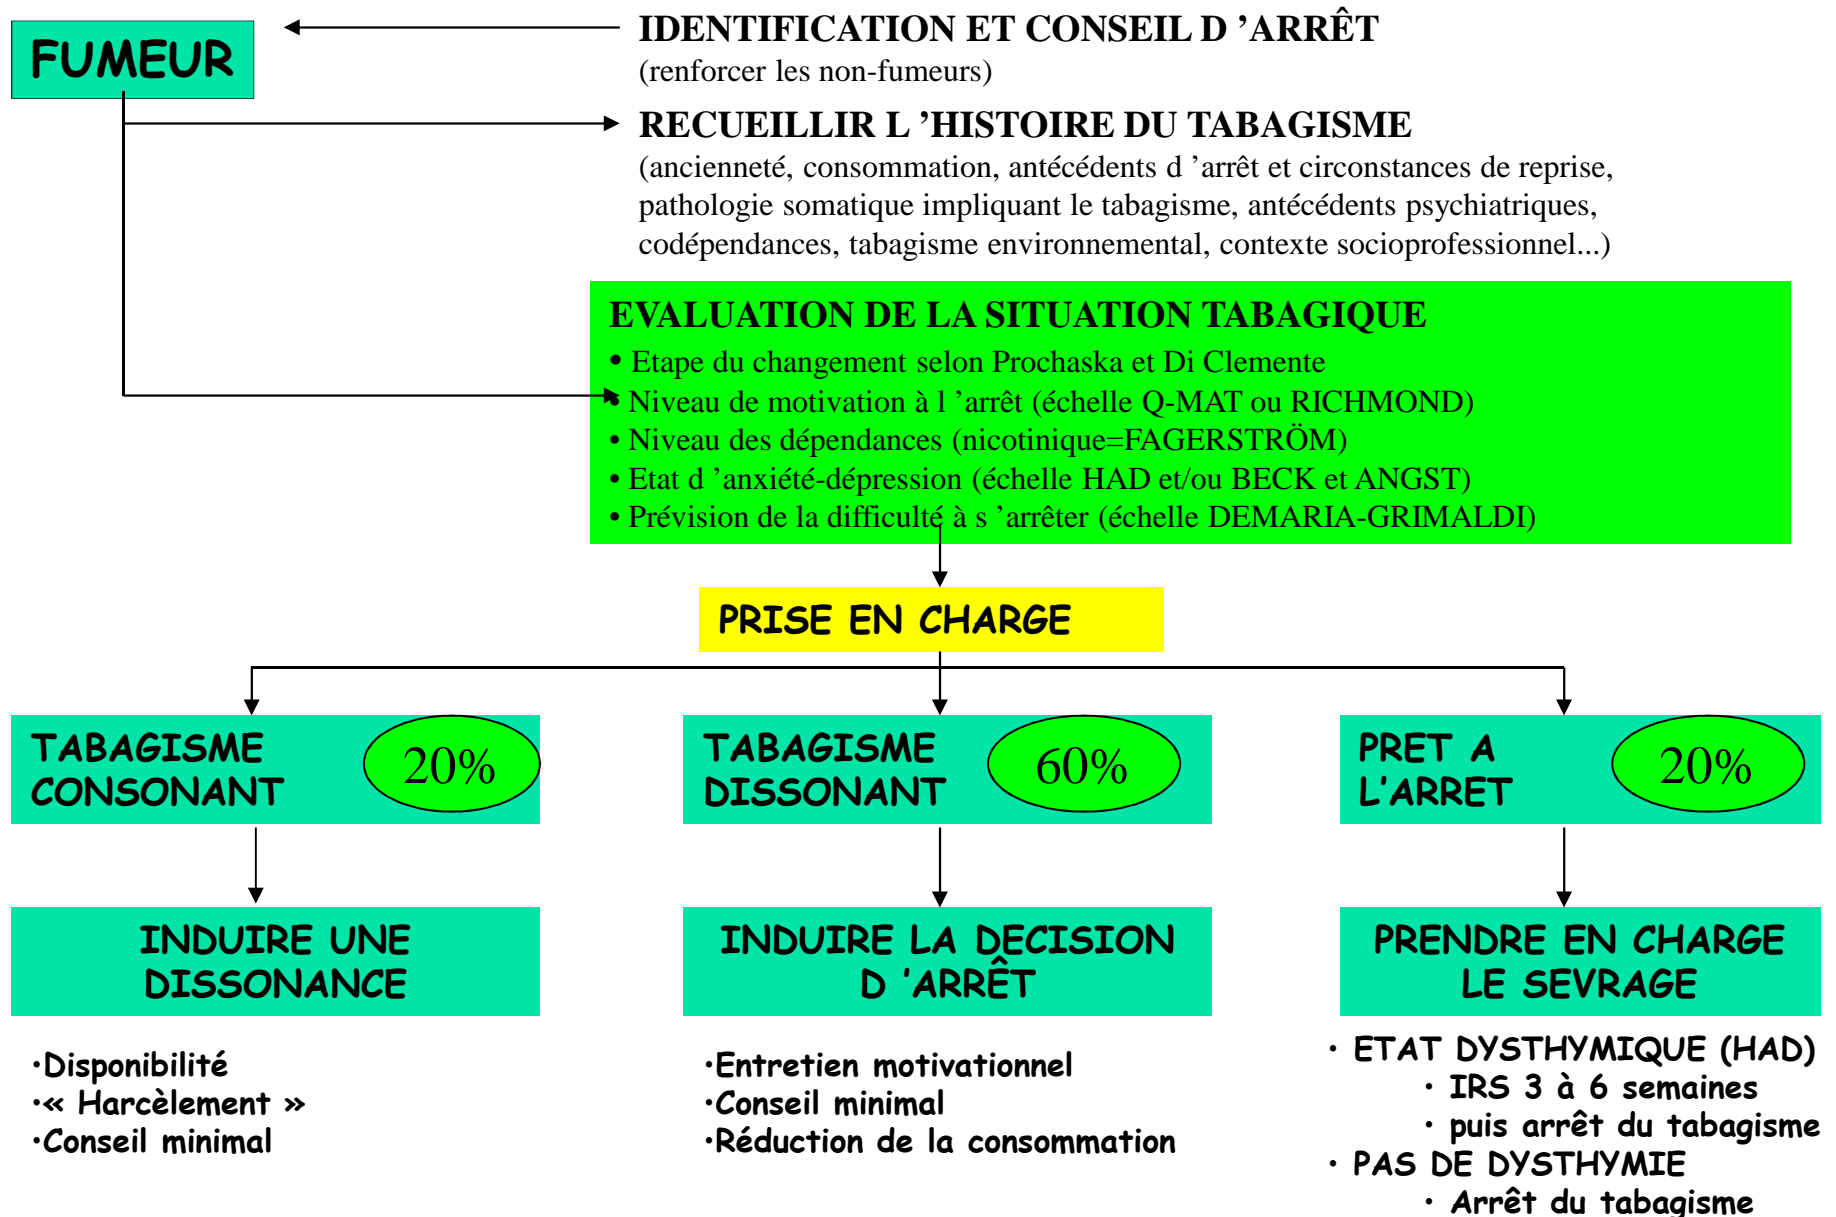 FUMEUR
IDENTIFICATION ET CONSEIL D ’ARRÊT
(renforcer les non-fumeurs)
RECUEILLIR L ’HISTOIRE DU TABAGISME
(ancienneté, consommation, antécédents d ’arrêt et circonstances de reprise,
pathologie somatique impliquant le tabagisme, antécédents psychiatriques,
codépendances, tabagisme environnemental, contexte socioprofessionnel...)
EVALUATION DE LA SITUATION TABAGIQUE
• Etape du changement selon Prochaska et Di Clemente
• Niveau de motivation à l ’arrêt (échelle Q-MAT ou RICHMOND)
• Niveau des dépendances (nicotinique=FAGERSTRÖM)
• Etat d ’anxiété-dépression (échelle HAD et/ou BECK et ANGST)
• Prévision de la difficulté à s ’arrêter (échelle DEMARIA-GRIMALDI)
PRISE EN CHARGE
TABAGISME
CONSONANT
20%
TABAGISME
DISSONANT
60%
PRET A
L’ARRET
20%
INDUIRE UNE
DISSONANCE
INDUIRE LA DECISION
D ’ARRÊT
PRENDRE EN CHARGE
LE SEVRAGE
•Disponibilité
•« Harcèlement »
•Conseil minimal
•Entretien motivationnel
•Conseil minimal
•Réduction de la consommation
• ETAT DYSTHYMIQUE (HAD)
• IRS 3 à 6 semaines
• puis arrêt du tabagisme
• PAS DE DYSTHYMIE
• Arrêt du tabagisme